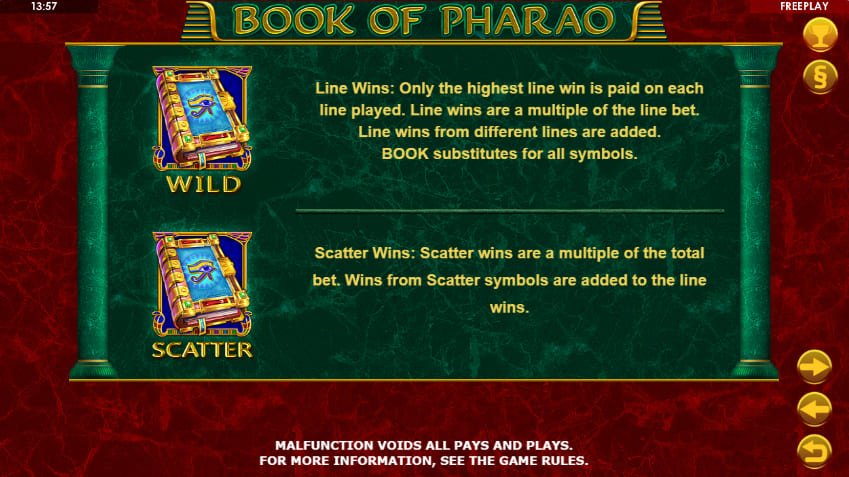 13:57
BOOK OF PHARAO
FREEPLAY
§
Line Wins: Only the highest line win is paid on each
line played. Line wins are a multiple of the line bet.
Line wins from different lines are added.
BOOK substitutes for all symbols.
WILD
Scatter Wins: Scatter wins are a multiple of the total
bet. Wins from Scatter symbols are added to the line
wins.
SCATTER
MALFUNCTION VOIDS ALL PAYS AND PLAYS.
FOR MORE INFORMATION, SEE THE GAME RULES.